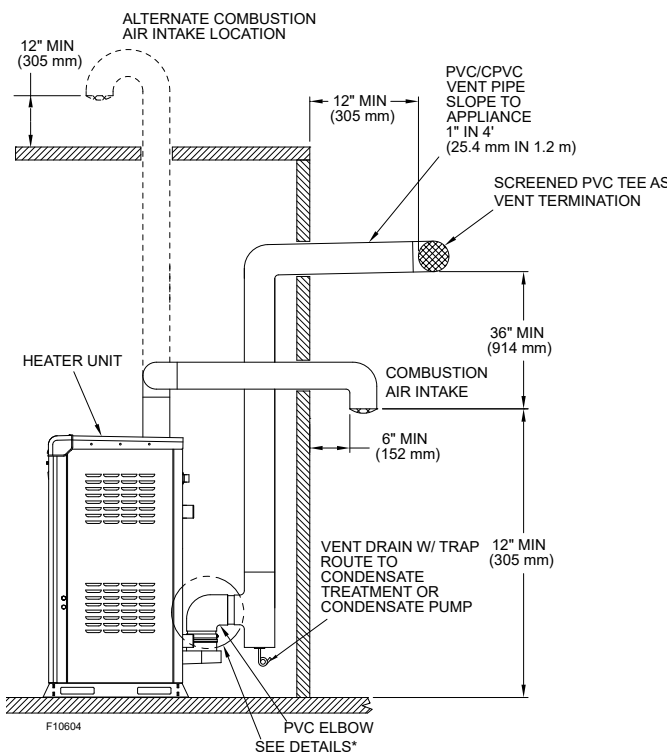 ALTERNATE COMBUSTION
AIR INTAKE LOCATION
12" MIN
(305 mm)
PVC/CPVC
VENT PIPE
SLOPE TO
APPLIANCE
1" IN 4'
(25.4 mm IN 1.2 m)
12" MIN
(305 mm)
SCREENED PVC TEE AS
VENT TERMINATION
36" MIN
(914 mm)
HEATER UNIT
COMBUSTION
AIR INTAKE
6" MIN
(152 mm)
12" MIN
(305 mm)
VENT DRAIN W/ TRAP
ROUTE TO
CONDENSATE
TREATMENT OR
CONDENSATE PUMP
F10604
PVC ELBOW
SEE DETAILS*